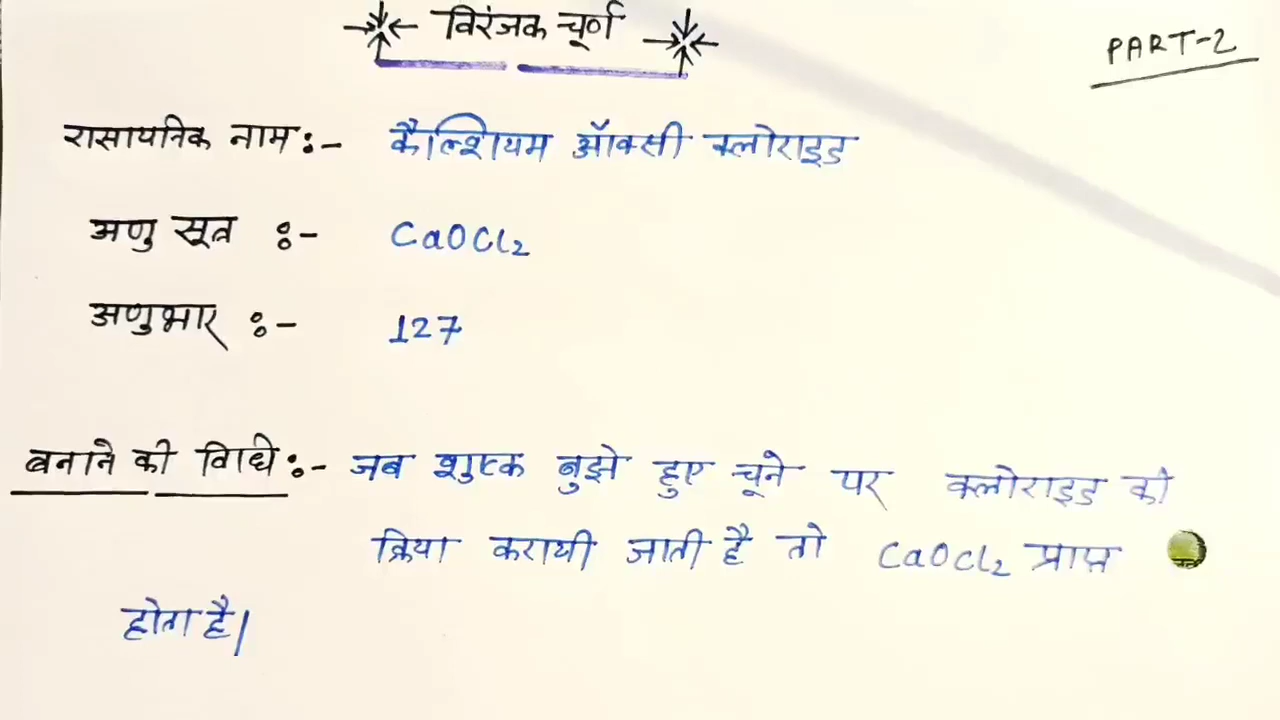 विरंजक चूर्ण
PART-2
रासायनिक नाम:- कैल्शियम ऑक्सी क्लोराइड
अणु सूत्र :- CaOCl₂
अणुभार :- 127
बनाने की विधि:- जब शुष्क बुझे हुए चूने पर क्लोराइड की
क्रिया करायी जाती है तो CaOCl₂ प्राप्त
होता है।